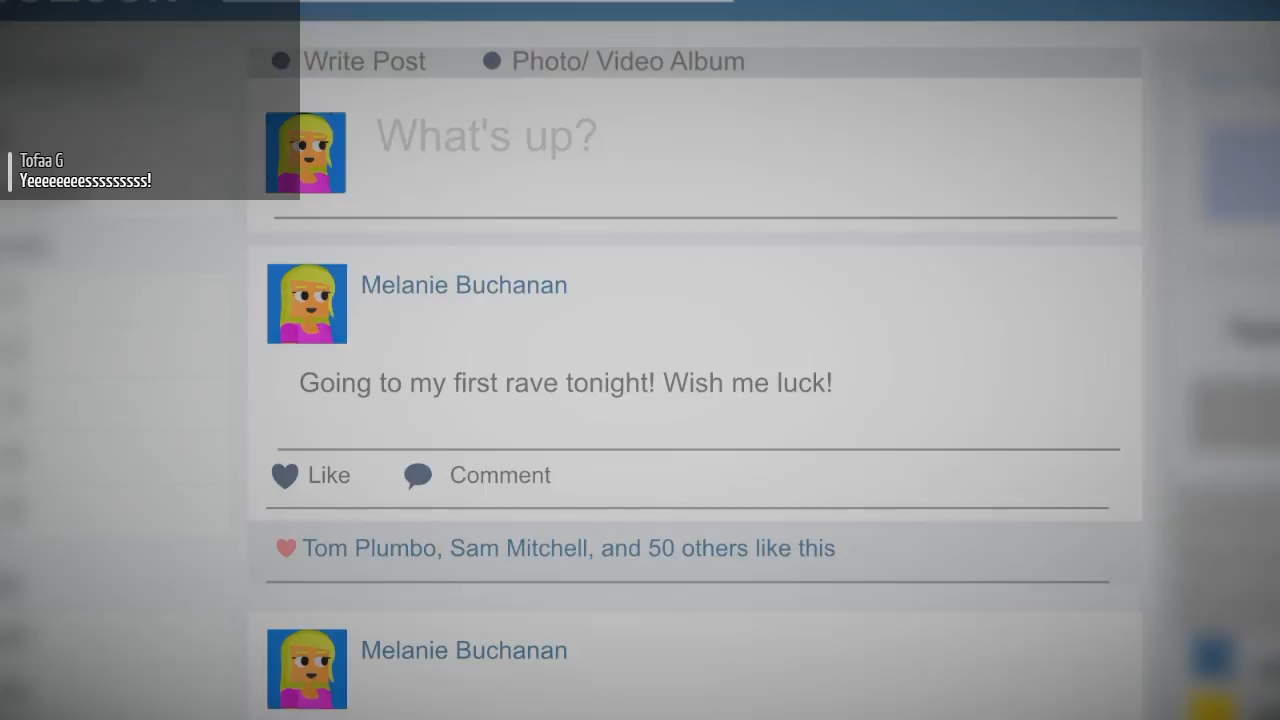 Write Post Photo/ Video Album
What's up?
Tofaa G
Yeeeeeeeesssssssss!
Melanie Buchanan
Going to my first rave tonight! Wish me luck!
Like Comment
Tom Plumbo, Sam Mitchell, and 50 others like this
Melanie Buchanan